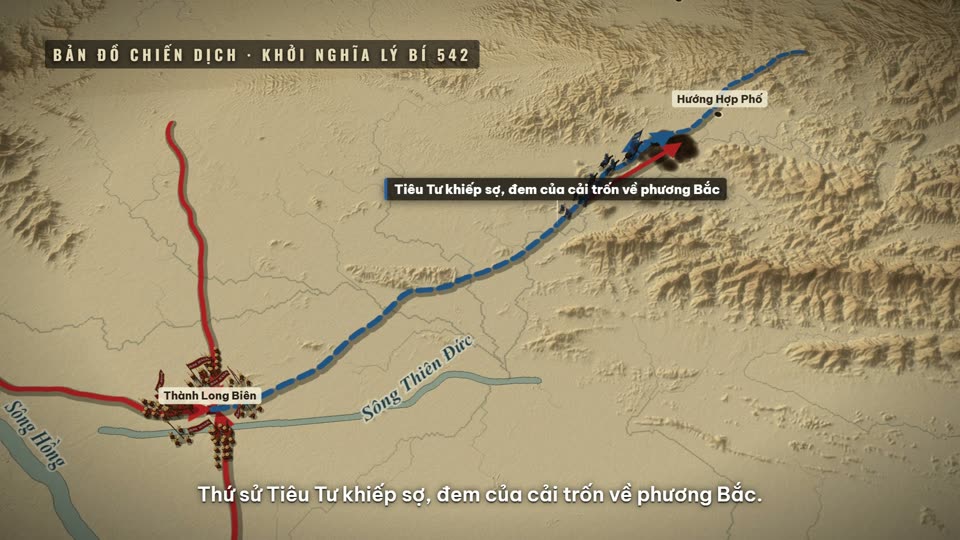 BẢN ĐỒ CHIẾN DỊCH · KHỞI NGHĨA LÝ BÍ 542
Hướng Hợp Phố
Tiêu Tư khiếp sợ, đem của cải trốn về phương Bắc
Thành Long Biên
Sông Thiên Đức
Sông Hồng
Thứ sử Tiêu Tư khiếp sợ, đem của cải trốn về phương Bắc.